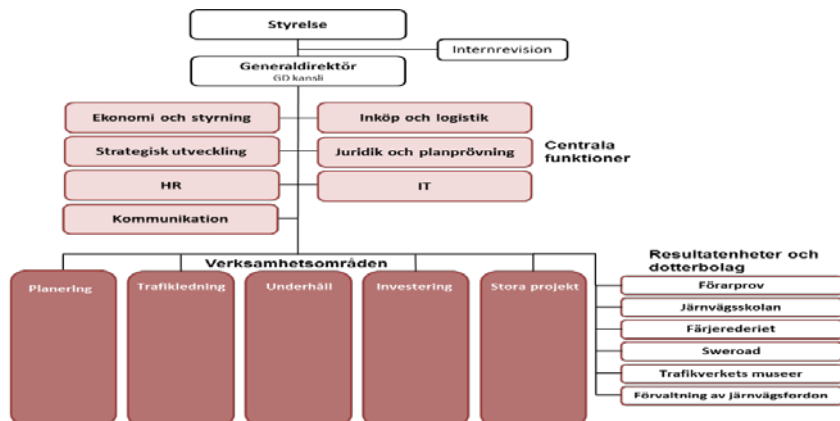 Styrelse
Internrevision
Generaldirektör
GD kansli
Ekonomi och styrning
Inköp och logistik
Strategisk utveckling
Juridik och planprövning
Centrala
funktioner
HR
IT
Kommunikation
Verksamhetsområden
Resultatenheter och
dotterbolag
Planering
Trafikledning
Underhåll
Investering
Stora projekt
Förarprov
Järnvägsskolan
Färjerederiet
Sweroad
Trafikverkets museer
Förvaltning av järnvägsfordon